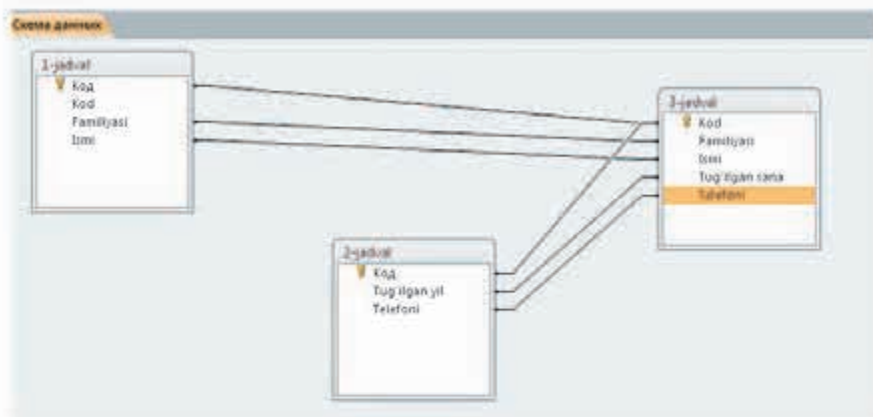 Схема данных
1-jadval
Код
Kod
Familiyasi
Ismi
3-jadval
Kod
Familiyasi
Ismi
Tug'ilgan sana
Telefoni
2-jadval
Код
Tug'ilgan yil
Telefoni